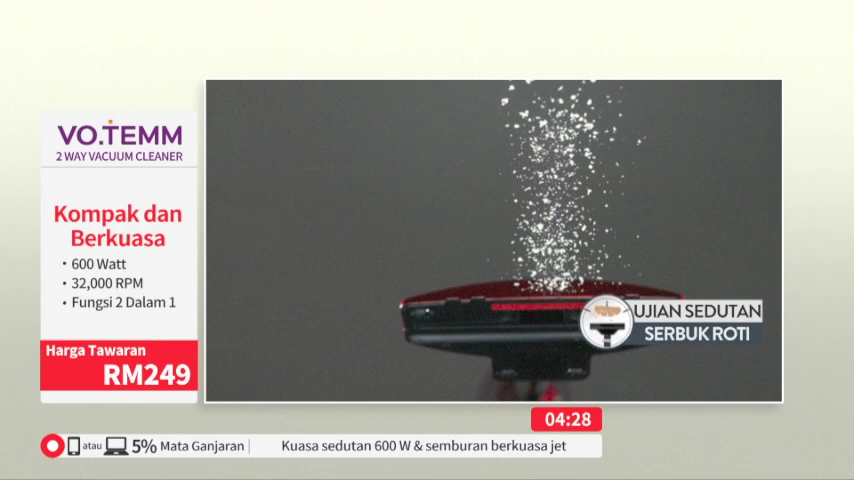 VO.TEMM
2 WAY VACUUM CLEANER
Kompak dan
Berkuasa
• 600 Watt
• 32,000 RPM
• Fungsi 2 Dalam 1
Harga Tawaran
RM249
UJIAN SEDUTAN
SERBUK ROTI
04:28
atau 5% Mata Ganjaran | Kuasa sedutan 600 W & semburan berkuasa jet